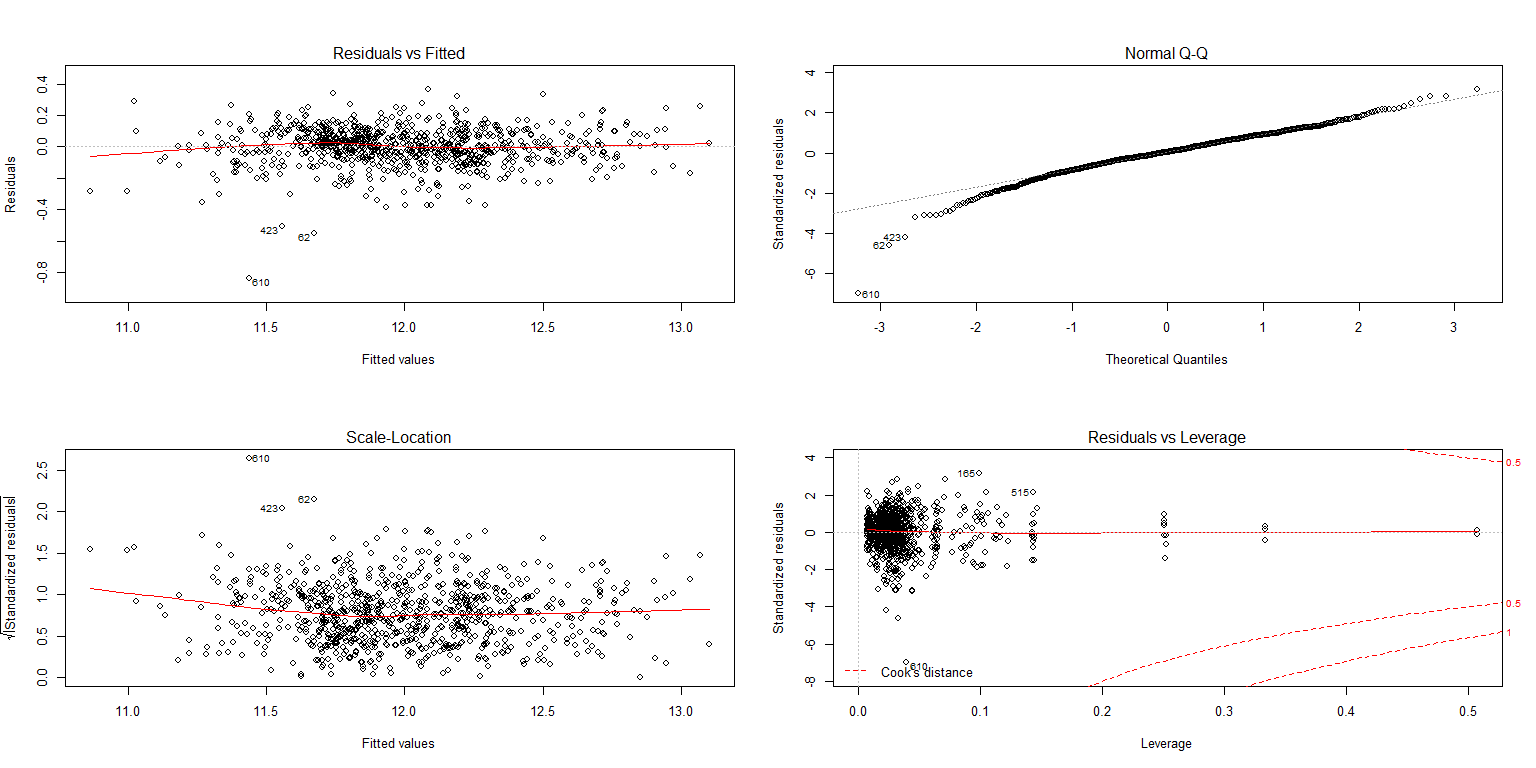 Residuals vs Fitted
Residuals
0.4
0.2
0.0
-0.4
-0.8
423
62
610
11.0 11.5 12.0 12.5 13.0
Fitted values
Normal Q-Q
Standardized residuals
4
2
0
-2
-4
-6
423
62
610
-3 -2 -1 0 1 2 3
Theoretical Quantiles
Scale-Location
√|Standardized residuals|
2.5
2.0
1.5
1.0
0.5
0.0
610
62
423
11.0 11.5 12.0 12.5 13.0
Fitted values
Residuals vs Leverage
Standardized residuals
4
2
0
-2
-4
-6
-8
165
515
610
Cook's distance
0.5
0.5
1
0.0 0.1 0.2 0.3 0.4 0.5
Leverage